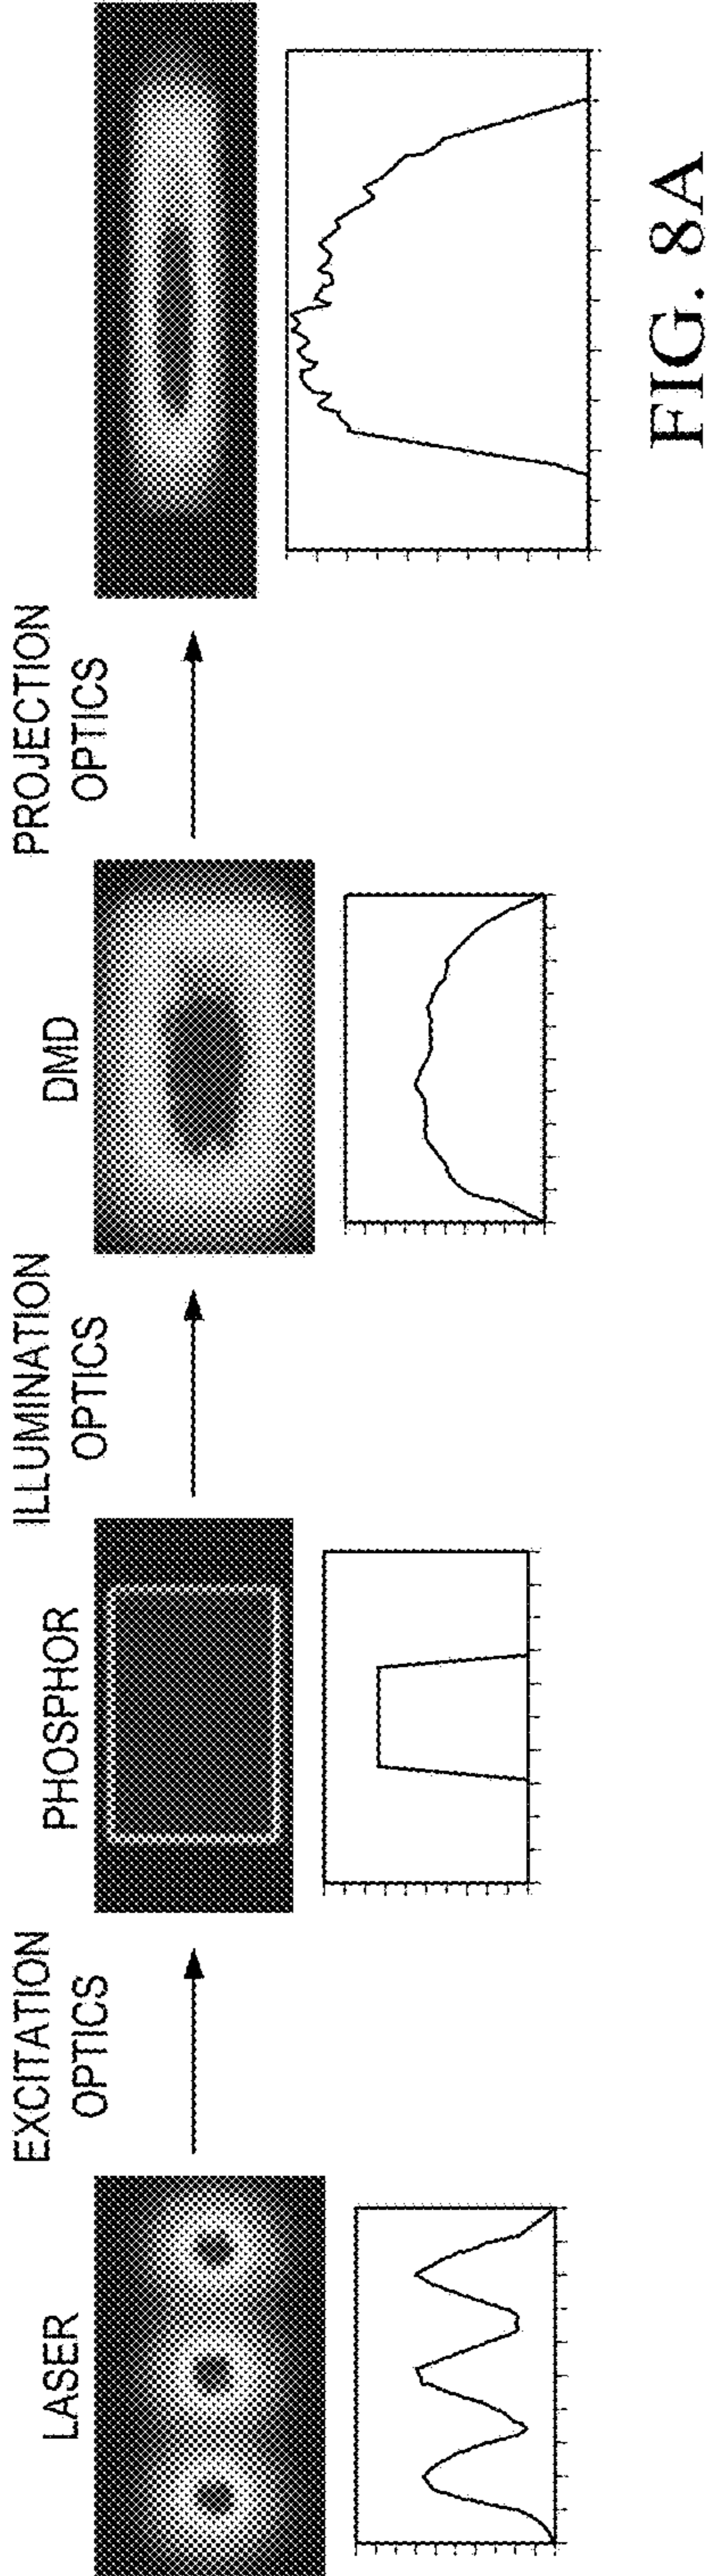 LASER
EXCITATION
OPTICS
PHOSPHOR
ILLUMINATION
OPTICS
DMD
PROJECTION
OPTICS
FIG. 8A